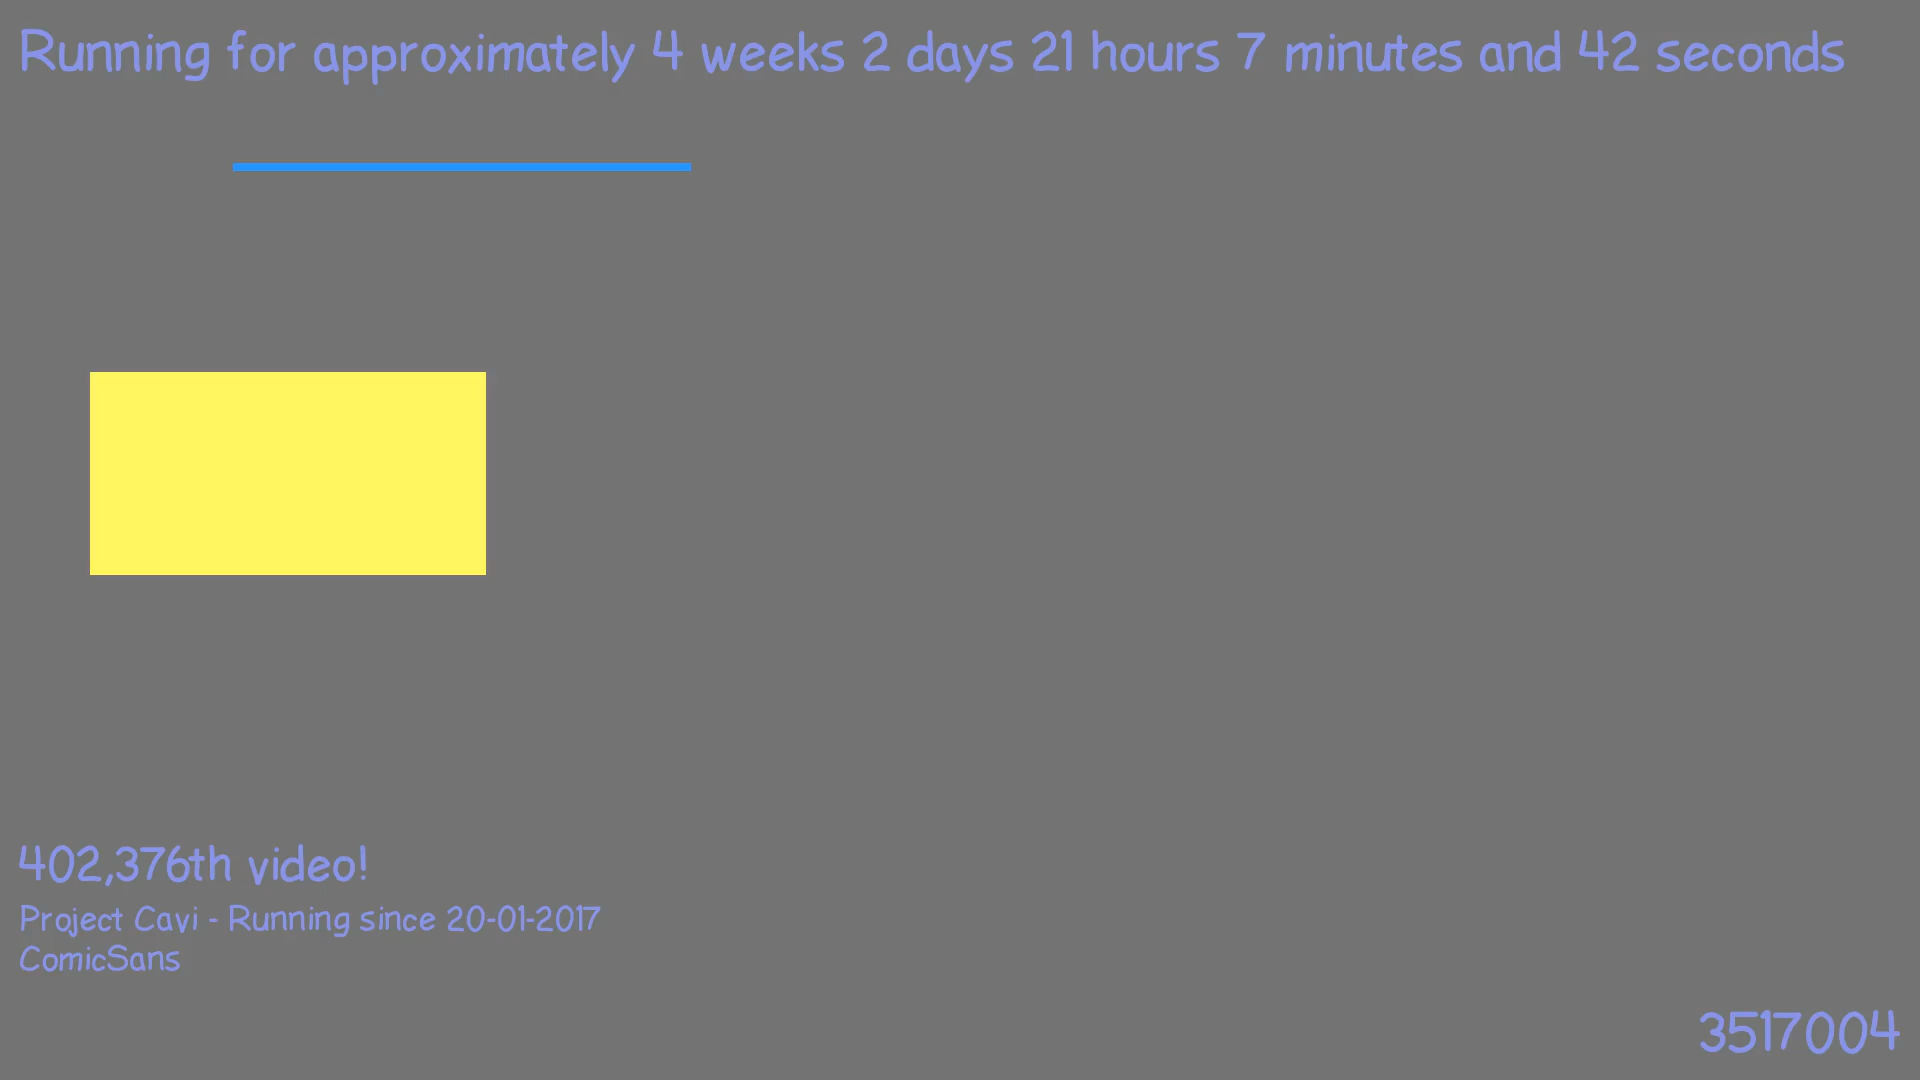 Running for approximately 4 weeks 2 days 21 hours 7 minutes and 42 seconds
402,376th video!
Project Cavi - Running since 20-01-2017
ComicSans
3517004